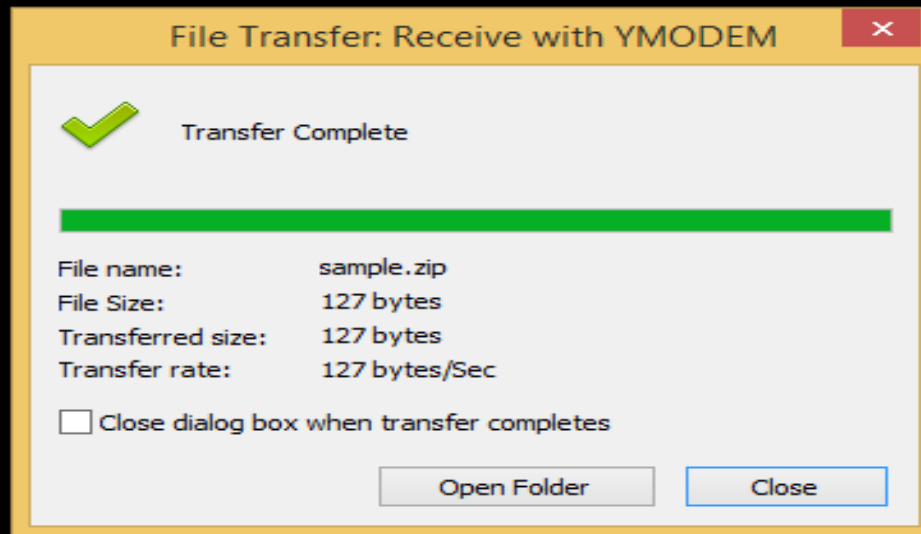 File Transfer: Receive with YMODEM
Transfer Complete
File name: sample.zip
File Size: 127 bytes
Transferred size: 127 bytes
Transfer rate: 127 bytes/Sec
Close dialog box when transfer completes
Open Folder Close